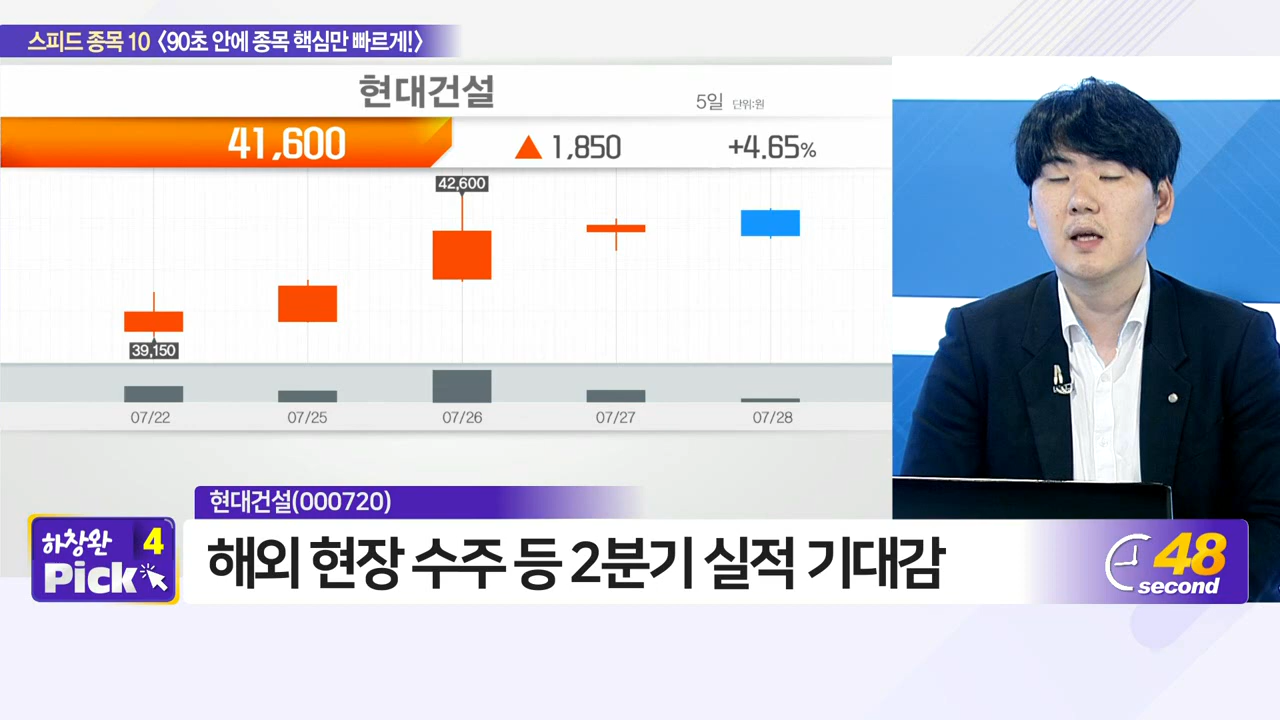 스피드 종목 10 <90초 안에 종목 핵심만 빠르게!>
현대건설
5일 단위:원
41,600 ▲ 1,850 +4.65%
42,600
39,150
07/22 07/25 07/26 07/27 07/28
현대건설(000720)
하창완 4
Pick
해외 현장 수주 등 2분기 실적 기대감
48
second